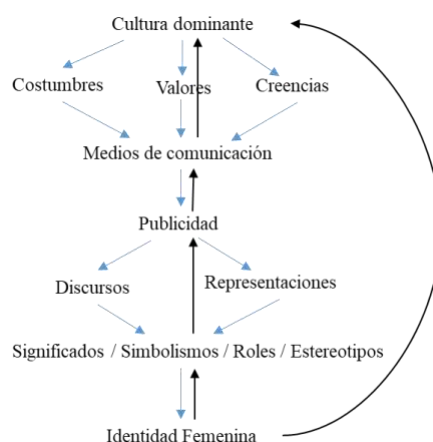 Cultura dominante
Costumbres Valores Creencias
Medios de comunicación
Publicidad
Discursos Representaciones
Significados / Simbolismos / Roles / Estereotipos
Identidad Femenina